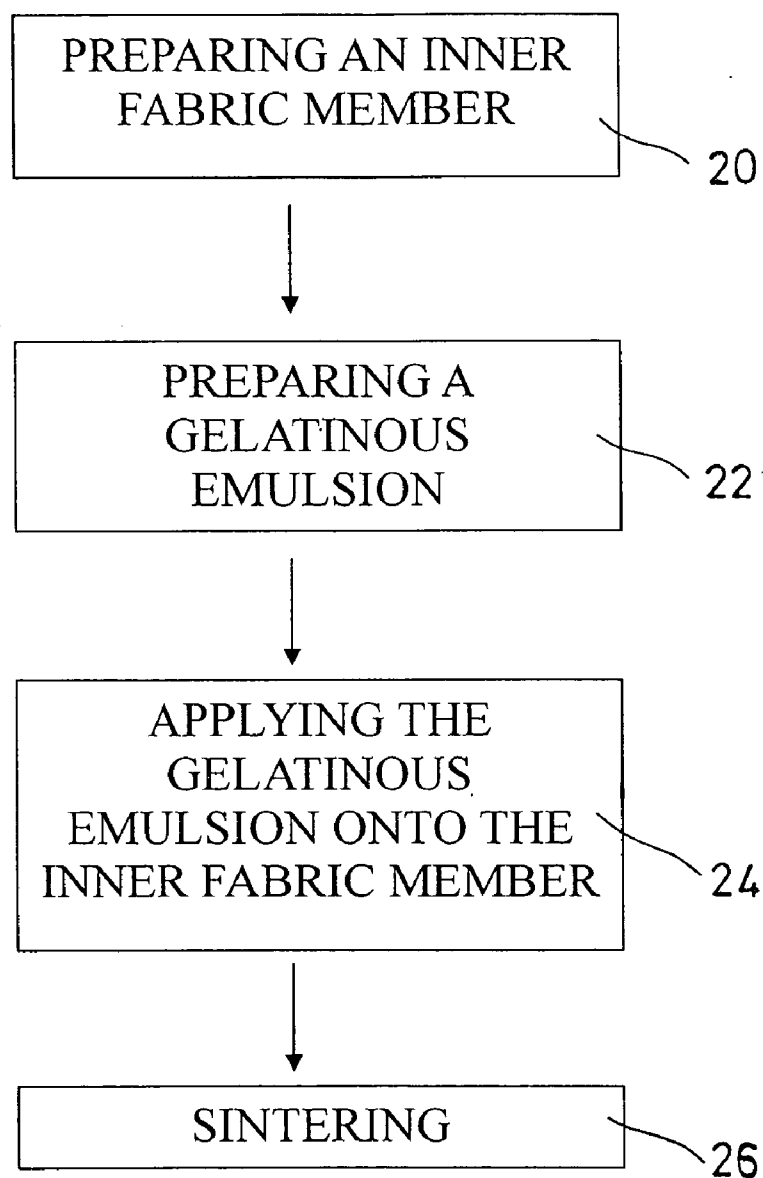 PREPARING AN INNER
FABRIC MEMBER
20
PREPARING A
GELATINOUS
EMULSION
22
APPLYING THE
GELATINOUS
EMULSION ONTO THE
INNER FABRIC MEMBER
24
SINTERING
26